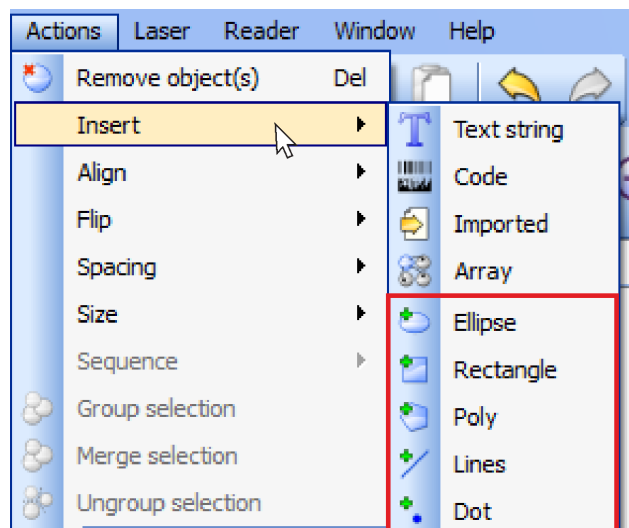 Actions Laser Reader Window Help
Remove object(s) Del
Insert
Align
Flip
Spacing
Size
Sequence
Group selection
Merge selection
Ungroup selection
Text string
Code
Imported
Array
Ellipse
Rectangle
Poly
Lines
Dot